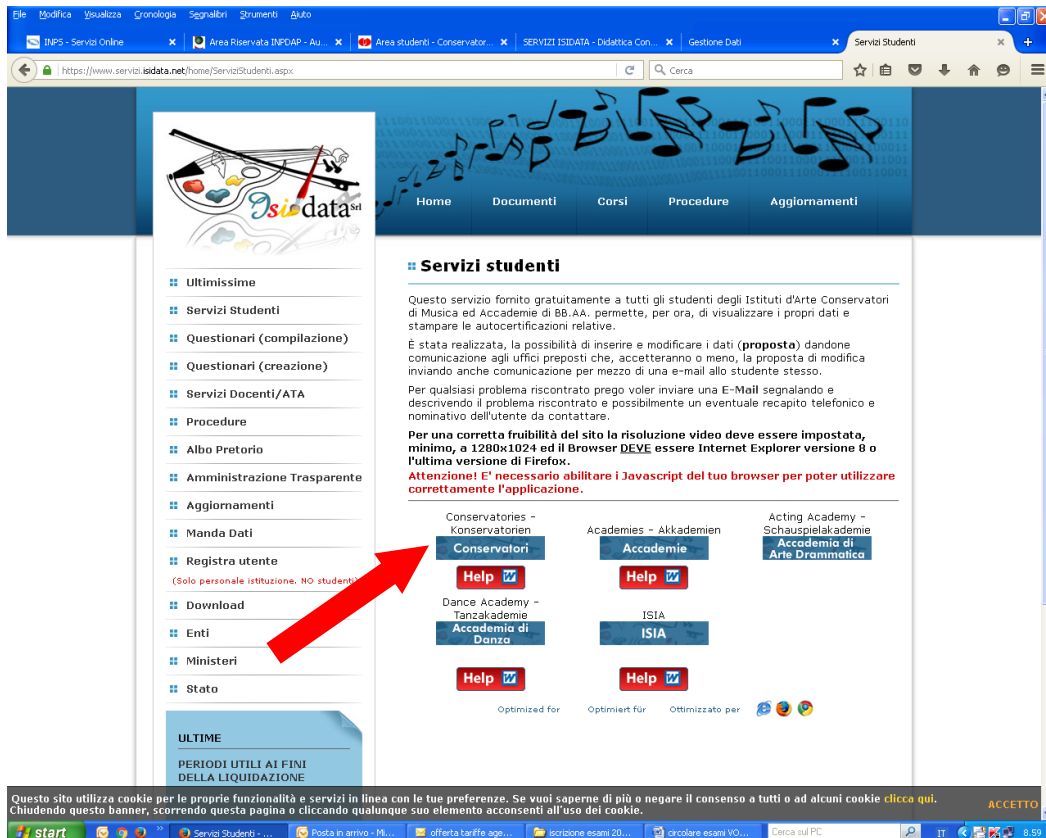 File Modifica Visualizza Cronologia Segnalibri Strumenti Aiuto
INPS - Servizi Online
Area Riservata INPDAP - Au...
Area studenti - Conservator...
SERVIZI ISIDATA - Didattica Con...
Gestione Dati
Servizi Studenti
https://www.servizi.isidata.net/home/ServiziStudenti.aspx
Cerca
Isidata Srl
Home Documenti Corsi Procedure Aggiornamenti
Ultimissime
Servizi Studenti
Questionari (compilazione)
Questionari (creazione)
Servizi Docenti/ATA
Procedure
Albo Pretorio
Amministrazione Trasparente
Aggiornamenti
Manda Dati
Registra utente
(Solo personale istituzione. NO studenti)
Download
Enti
Ministeri
Stato
ULTIME
PERIODI UTILI AI FINI
DELLA LIQUIDAZIONE
Servizi studenti
Questo servizio fornito gratuitamente a tutti gli studenti degli Istituti d'Arte Conservatori
di Musica ed Accademie di BB.AA. permette, per ora, di visualizzare i propri dati e
stampare le autocertificazioni relative.
È stata realizzata, la possibilità di inserire e modificare i dati (proposta) dandone
comunicazione agli uffici preposti che, accetteranno o meno, la proposta di modifica
inviando anche comunicazione per mezzo di una e-mail allo studente stesso.
Per qualsiasi problema riscontrato prego voler inviare una E-Mail segnalando e
descrivendo il problema riscontrato e possibilmente un eventuale recapito telefonico e
nominativo dell'utente da contattare.
Per una corretta fruibilità del sito la risoluzione video deve essere impostata,
minimo, a 1280x1024 ed il Browser DEVE essere Internet Explorer versione 8 o
l'ultima versione di Firefox.
Attenzione! E' necessario abilitare i Javascript del tuo browser per poter utilizzare
correttamente l'applicazione.
Conservatories -
Konservatorien
Conservatori
Help
Academies - Akkademien
Accademie
Help
Acting Academy -
Schauspielakademie
Accademia di
Arte Drammatica
Dance Academy -
Tanzakademie
Accademia di
Danza
Help
ISIA
ISIA
Help
Optimized for Optimiert für Ottimizzato per
Questo sito utilizza cookie per le proprie funzionalità e servizi in linea con le tue preferenze. Se vuoi saperne di più o negare il consenso a tutti o ad alcuni cookie clicca qui.
Chiudendo questo banner, scorrendo questa pagina o cliccando qualunque suo elemento acconsenti all'uso dei cookie.
ACCETTO
start
Servizi Studenti - ...
Posta in arrivo - Mi...
offerta tariffe age...
iscrizione esami 20...
circolare esami VO...
Cerca sul PC
IT
8.59